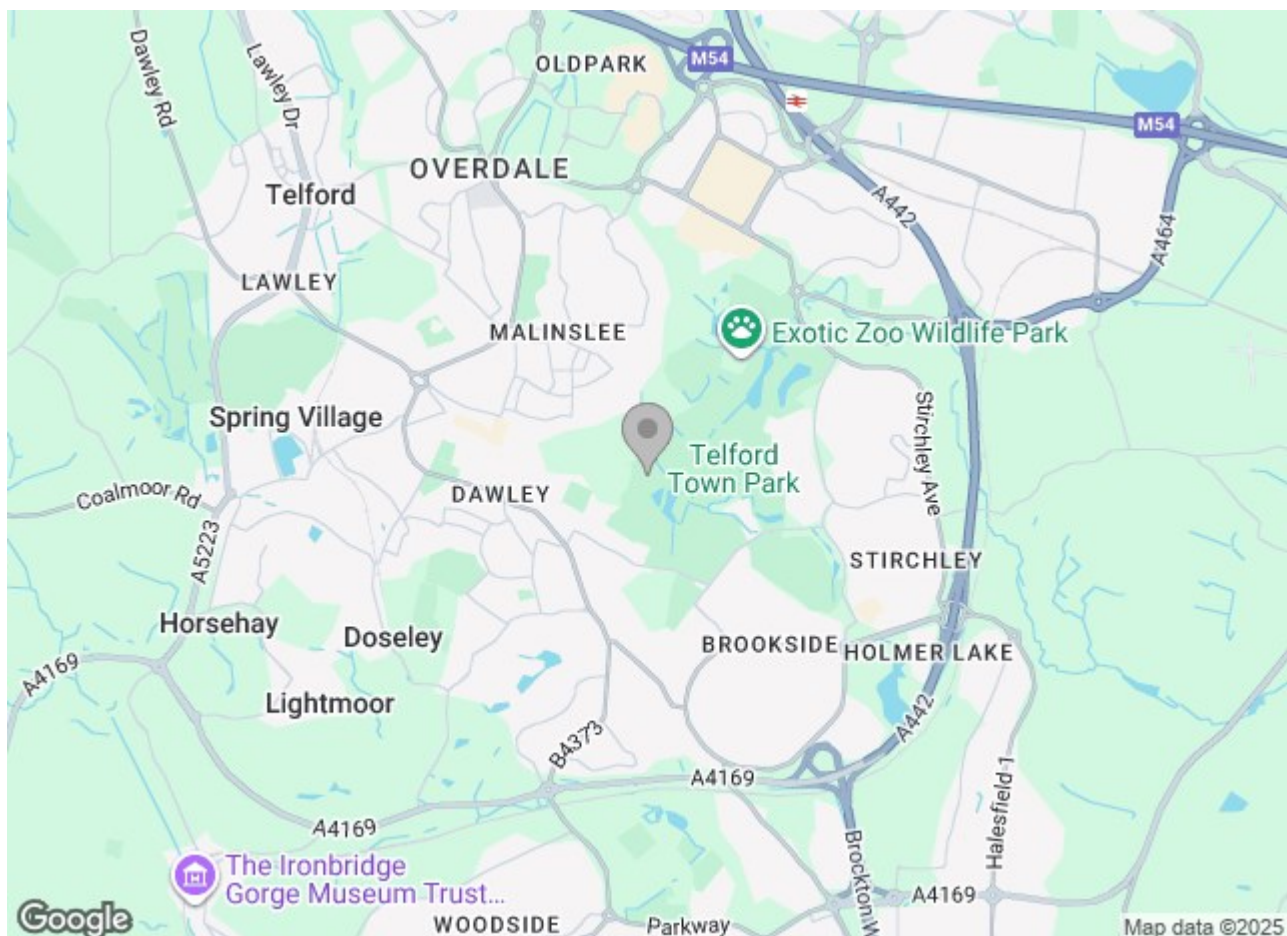 OLDPARK
M54
M54
Dawley Rd
Lawley Dr
OVERDALE
Telford
A442
A464
LAWLEY
MALINSLEE
Exotic Zoo Wildlife Park
Spring Village
Stirchley Ave
Telford
Town Park
Coalmoor Rd
DAWLEY
A5223
STIRCHLEY
Horsehay
Doseley
BROOKSIDE
HOLMER LAKE
A4169
Lightmoor
A442
B4373
A4169
Halesfield 1
A4169
Brockton W
The Ironbridge
Gorge Museum Trust...
A4169
WOODSIDE
Parkway
Google
Map data ©2025